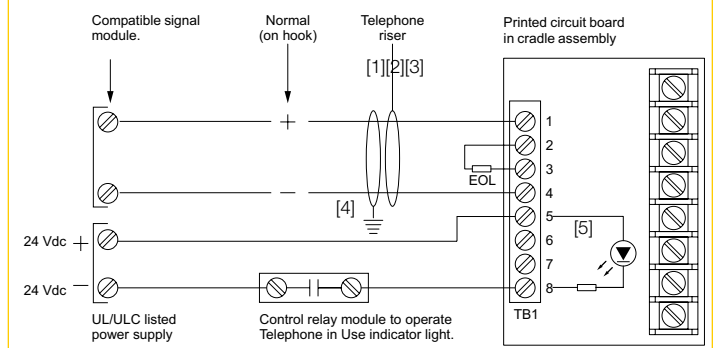 Compatible signal
module.
Normal
(on hook)
Telephone
riser
Printed circuit board
in cradle assembly
[1][2][3]
+
1
2
3
EOL
−
4
[4]
5
[5]
24 Vdc +
6
7
24 Vdc −
8
TB1
UL/ULC listed
power supply
Control relay module to operate
Telephone in Use indicator light.